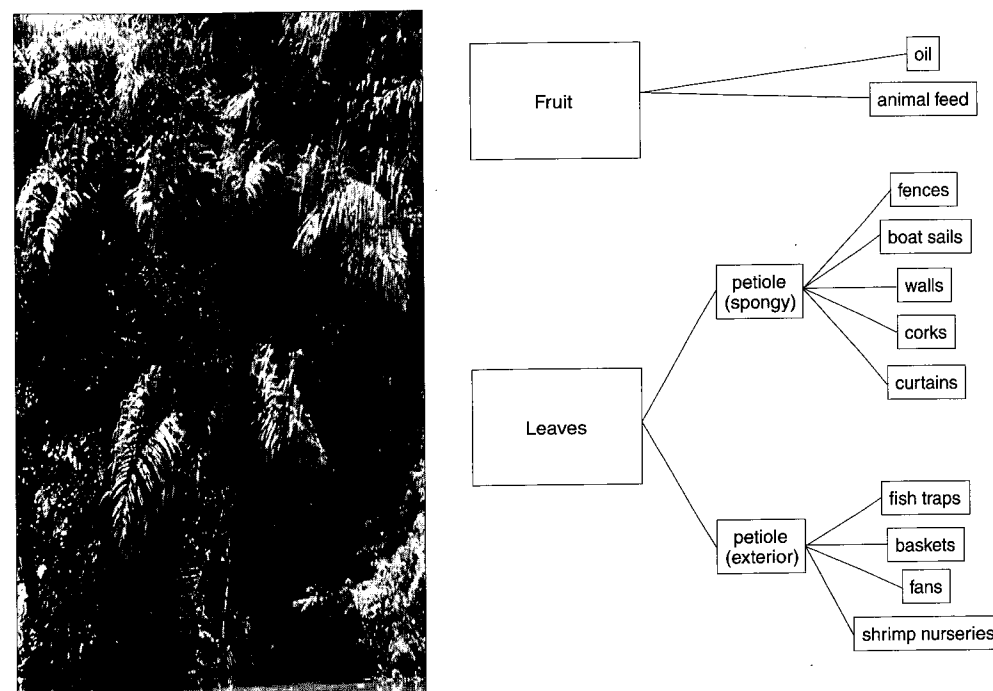 Fruit
oil
animal feed
Leaves
petiole
(spongy)
fences
boat sails
walls
corks
curtains
petiole
(exterior)
fish traps
baskets
fans
shrimp nurseries